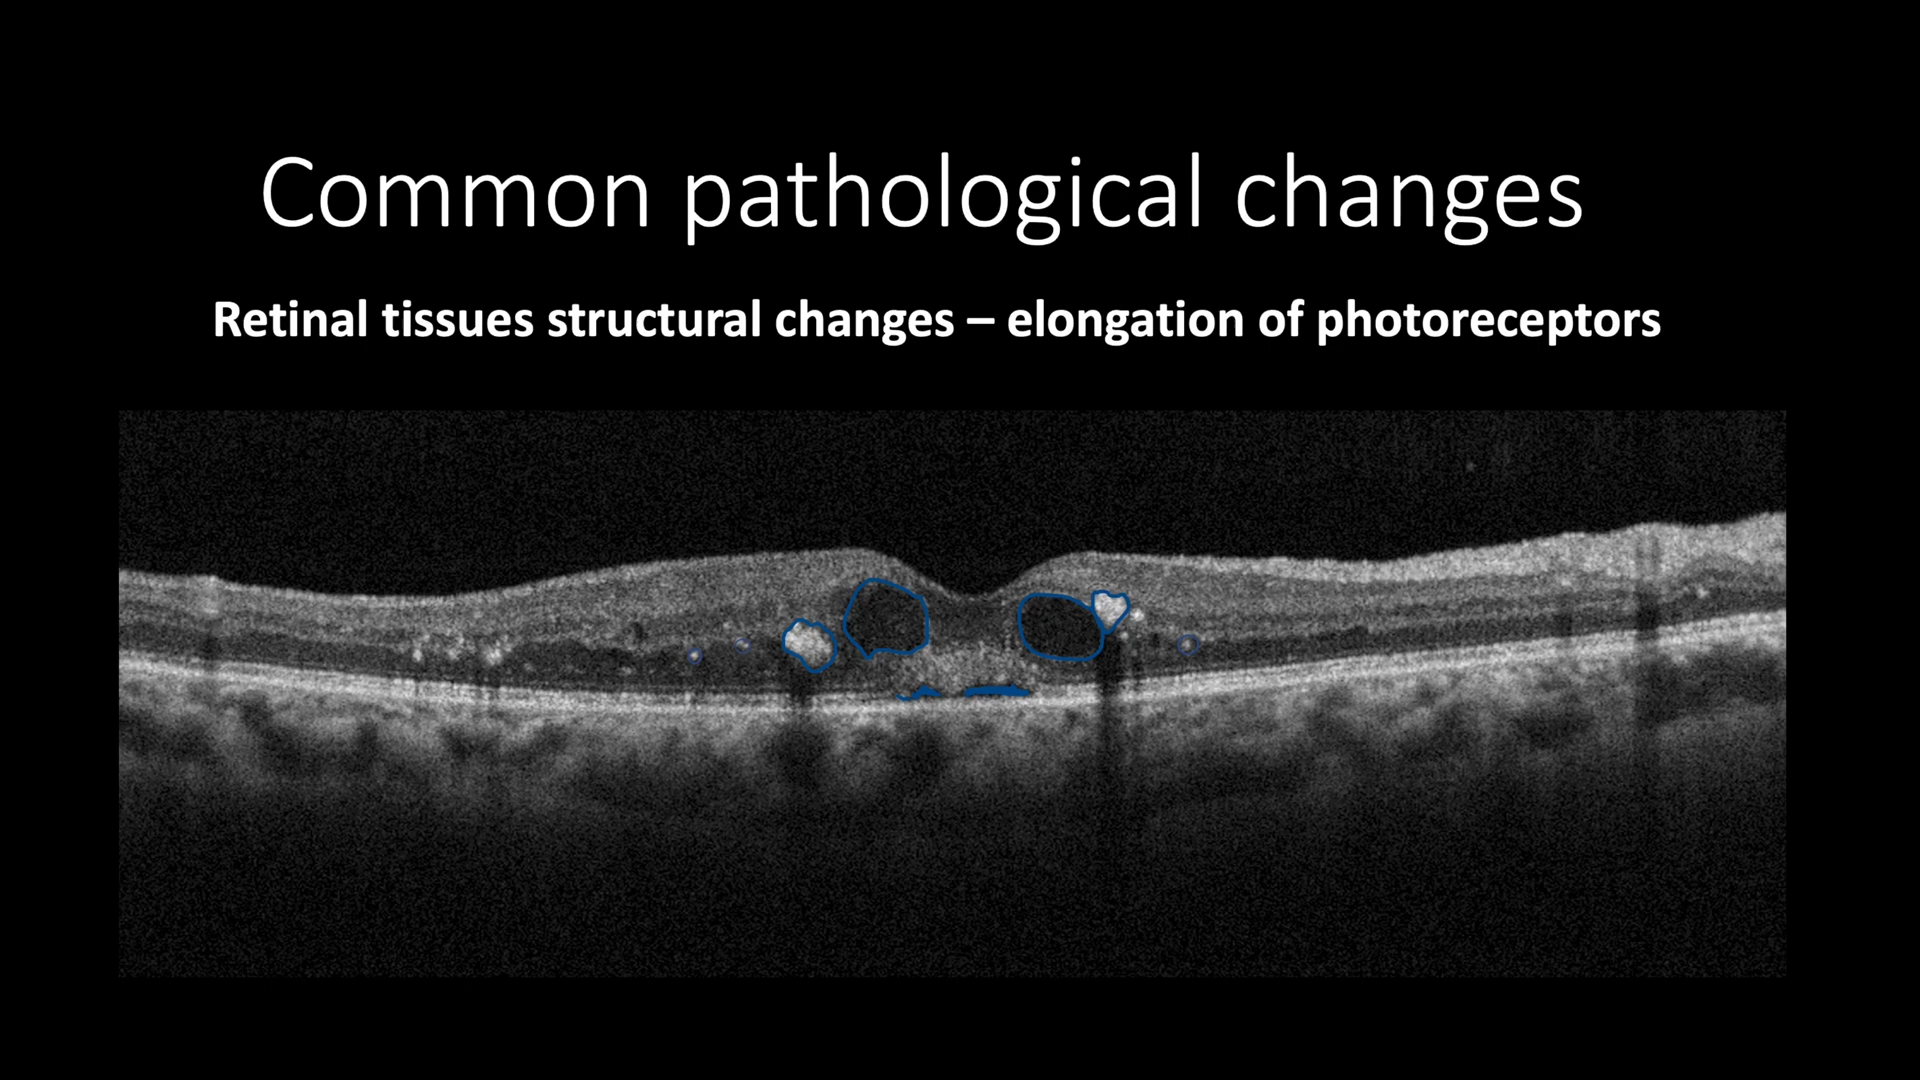 Common pathological changes
Retinal tissues structural changes – elongation of photoreceptors